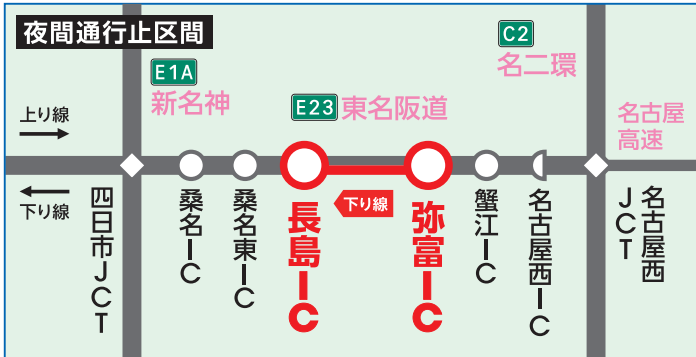 夜間通行止区間
C2
名二環
E1A
新名神
E23 東名阪道
名古屋
高速
上り線
下り線
下り線
四日市JCT
桑名IC
桑名東IC
長島IC
弥富IC
蟹江IC
名古屋西IC
名古屋西
JCT